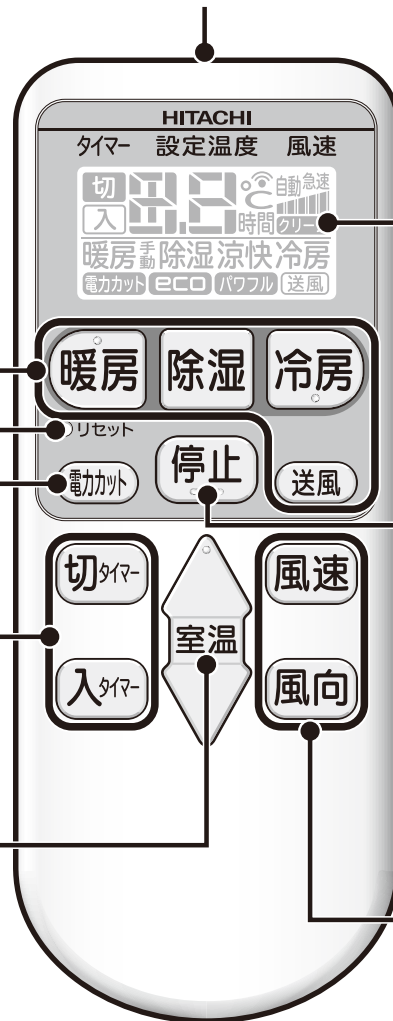 HITACHI
タイマー 設定温度 風速
切 8.8 ℃ 自動 急速
入 時間 クリーン
暖房 手動 除湿 涼快 冷房
電力カット eco パワフル 送風
暖房 除湿 冷房
リセット
停止
電力カット 送風
切タイマー 風速
室温
入タイマー 風向